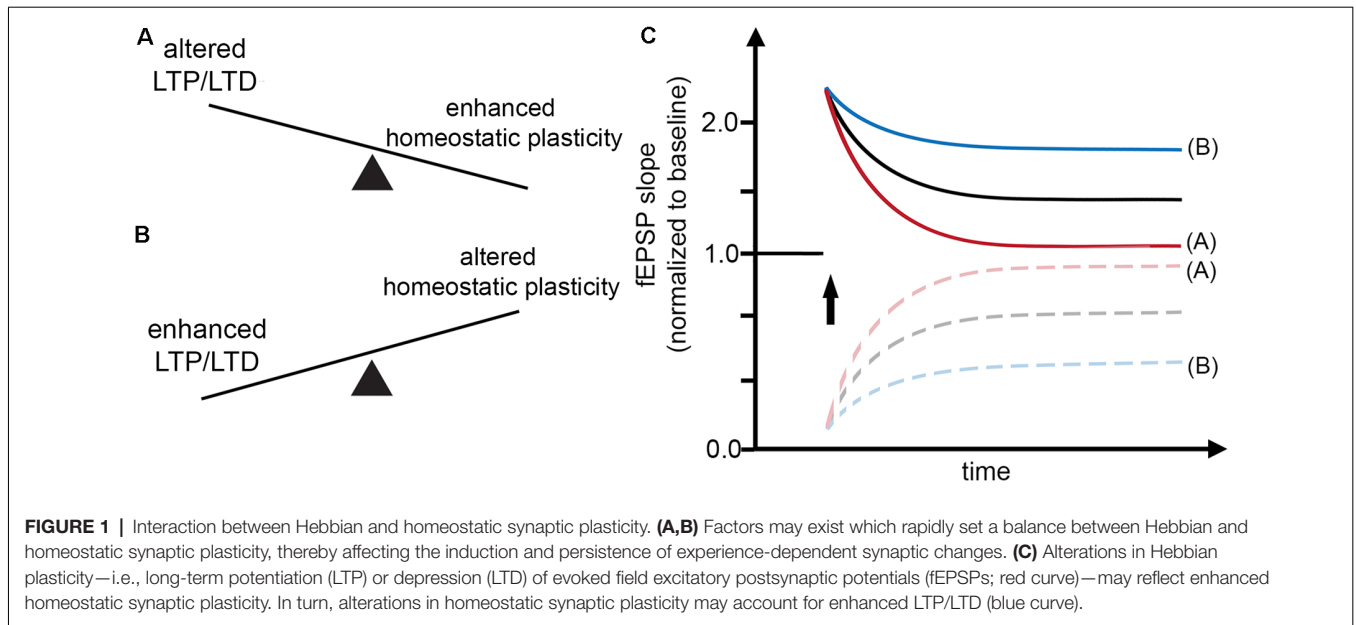 A
altered
LTP/LTD
enhanced
homeostatic plasticity
B
altered
homeostatic plasticity
enhanced
LTP/LTD
C
fEPSP slope
(normalized to baseline)
2.0
1.0
0.0
(B)
(A)
(A)
(B)
time
FIGURE 1 | Interaction between Hebbian and homeostatic synaptic plasticity. (A,B) Factors may exist which rapidly set a balance between Hebbian and
homeostatic synaptic plasticity, thereby affecting the induction and persistence of experience-dependent synaptic changes. (C) Alterations in Hebbian
plasticity—i.e., long-term potentiation (LTP) or depression (LTD) of evoked field excitatory postsynaptic potentials (fEPSPs; red curve)—may reflect enhanced
homeostatic synaptic plasticity. In turn, alterations in homeostatic synaptic plasticity may account for enhanced LTP/LTD (blue curve).